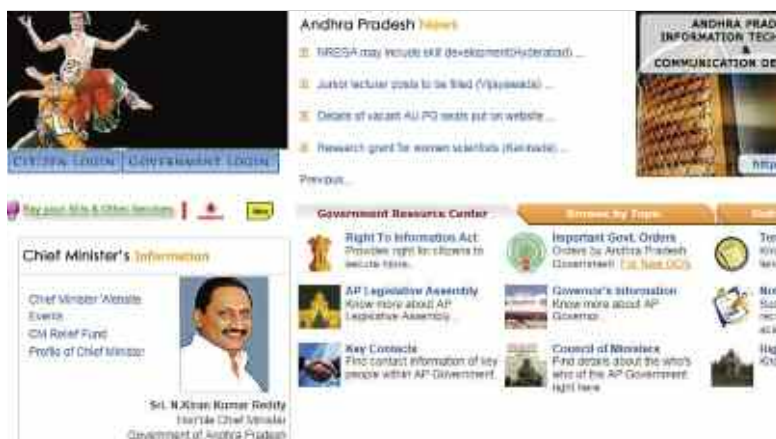 Andhra Pradesh News
NREGA may include skill development(Hyderabad) ...
Junior lecturer posts to be filled (Vijayawada) ...
Details of vacant AU PG seats put on website ...
Research grant for women scientists (Kakinada) ...
Previous...
ANDHRA PRAD
INFORMATION TECH
&
COMMUNICATION DE
http
CITIZEN LOGIN
GOVERNMENT LOGIN
Pay your Bills & Other Services
Chief Minister's Information
Chief Minister Website
Events
CM Relief Fund
Profile of Chief Minister
Sri. N.Kiran Kumar Reddy
Hon'ble Chief Minister
Government of Andhra Pradesh
Government Resource Center
Browse by Topic
Right To Information Act
Provides right for citizens to
secure
AP Legislative Assembly
Know more about AP
Legislative Assembly
Key Contacts
Find contact information of key
people within AP Government.
Important Govt. Orders
Orders by Andhra Pradesh
Government For New GO's
Governor's Information
Know more about AP
Governor.
Council of Ministers
Find details about the who's
who of the AP Government
right here